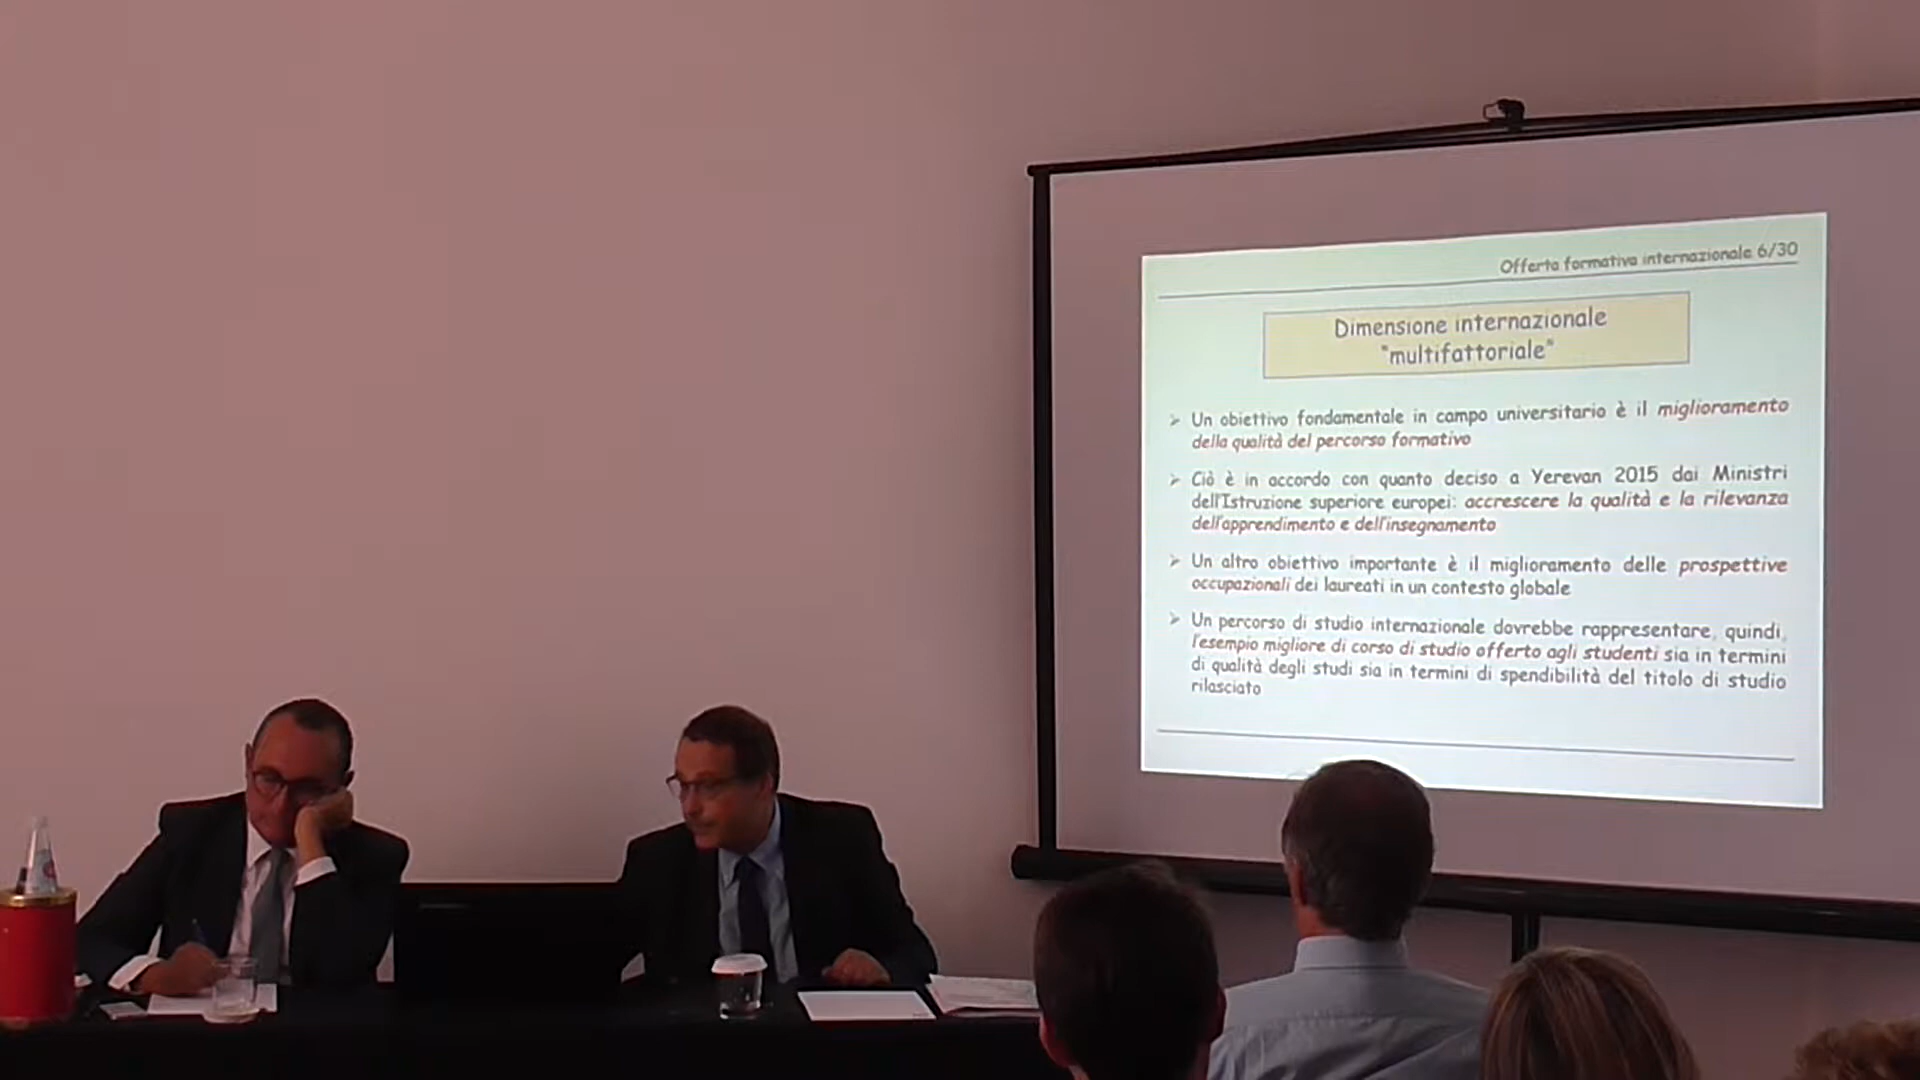 Offerta formativa internazionale 6/30
Dimensione internazionale
"multifattoriale"
➢ Un obiettivo fondamentale in campo universitario è il miglioramento
della qualità del percorso formativo
➢ Ciò è in accordo con quanto deciso a Yerevan 2015 dai Ministri
dell'Istruzione superiore europei: accrescere la qualità e la rilevanza
dell'apprendimento e dell'insegnamento
➢ Un altro obiettivo importante è il miglioramento delle prospettive
occupazionali dei laureati in un contesto globale
➢ Un percorso di studio internazionale dovrebbe rappresentare, quindi,
l'esempio migliore di corso di studio offerto agli studenti sia in termini
di qualità degli studi sia in termini di spendibilità del titolo di studio
rilasciato